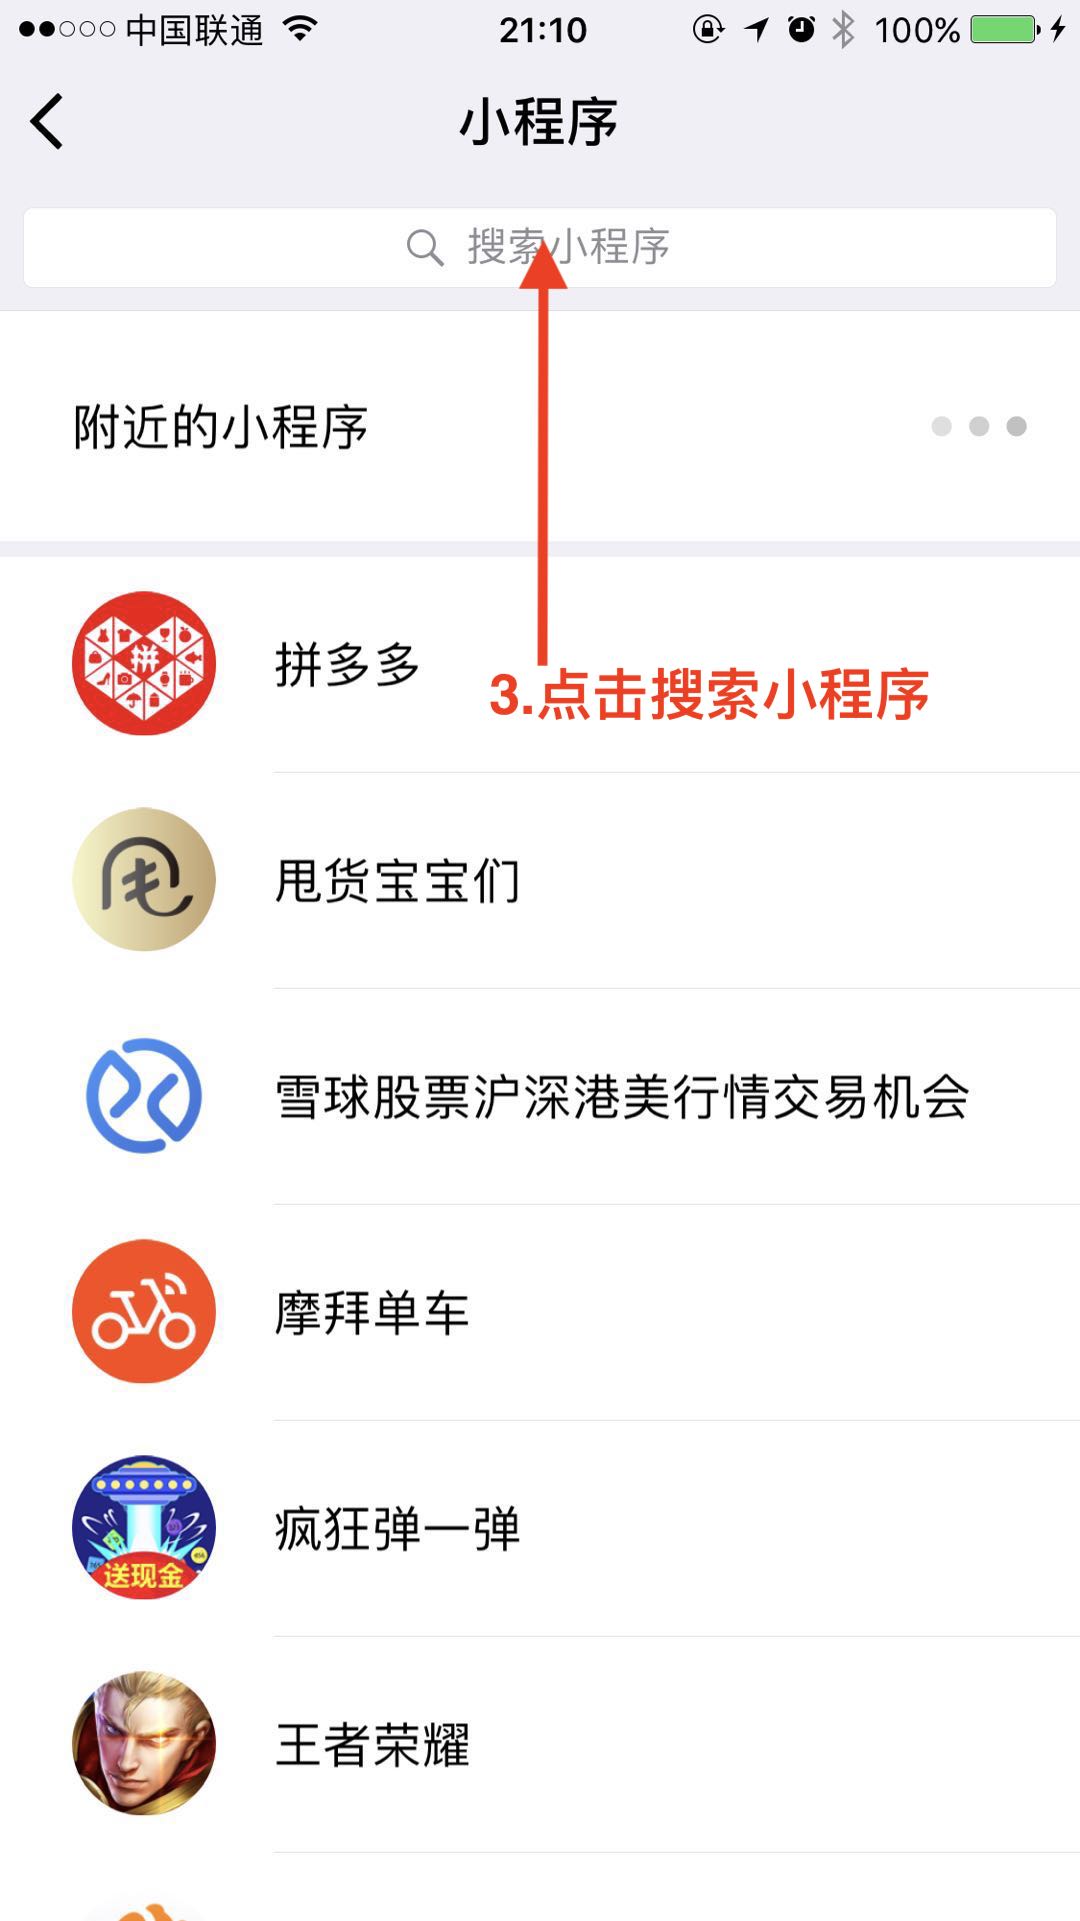 中国联通 21:10 100%
小程序
搜索小程序
附近的小程序
拼
拼多多
3.点击搜索小程序
甩
甩货宝宝们
雪球股票沪深港美行情交易机会
摩拜单车
送现金
疯狂弹一弹
王者荣耀